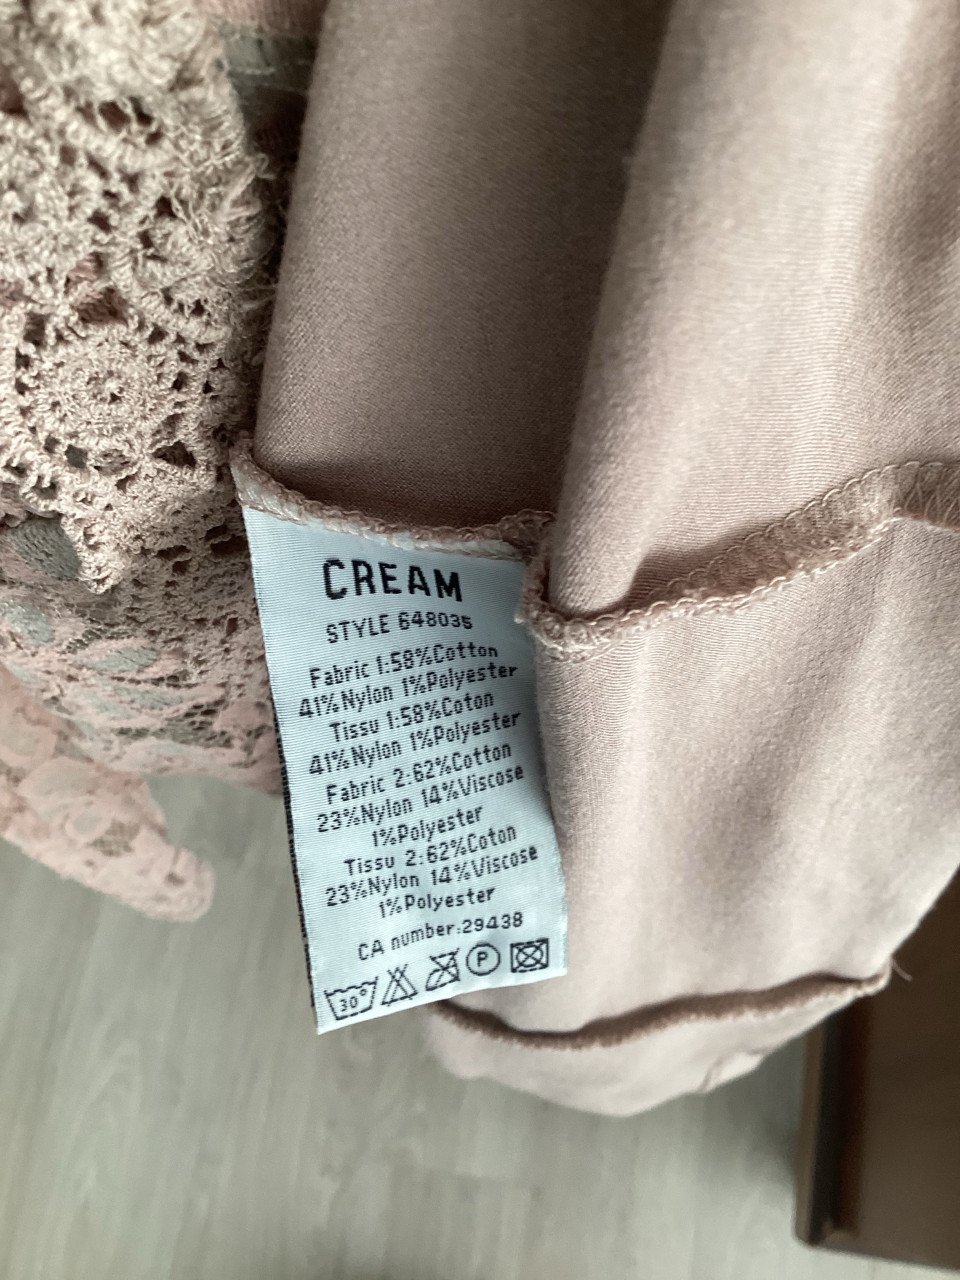 CREAM
STYLE 648035
Fabric 1:58%Cotton
41%Nylon 1%Polyester
Tissu 1:58%Coton
41%Nylon 1%Polyester
Fabric 2:62%Cotton
23%Nylon 14%Viscose
1%Polyester
Tissu 2:62%Coton
23%Nylon 14%Viscose
1%Polyester
CA number:29438
30° P